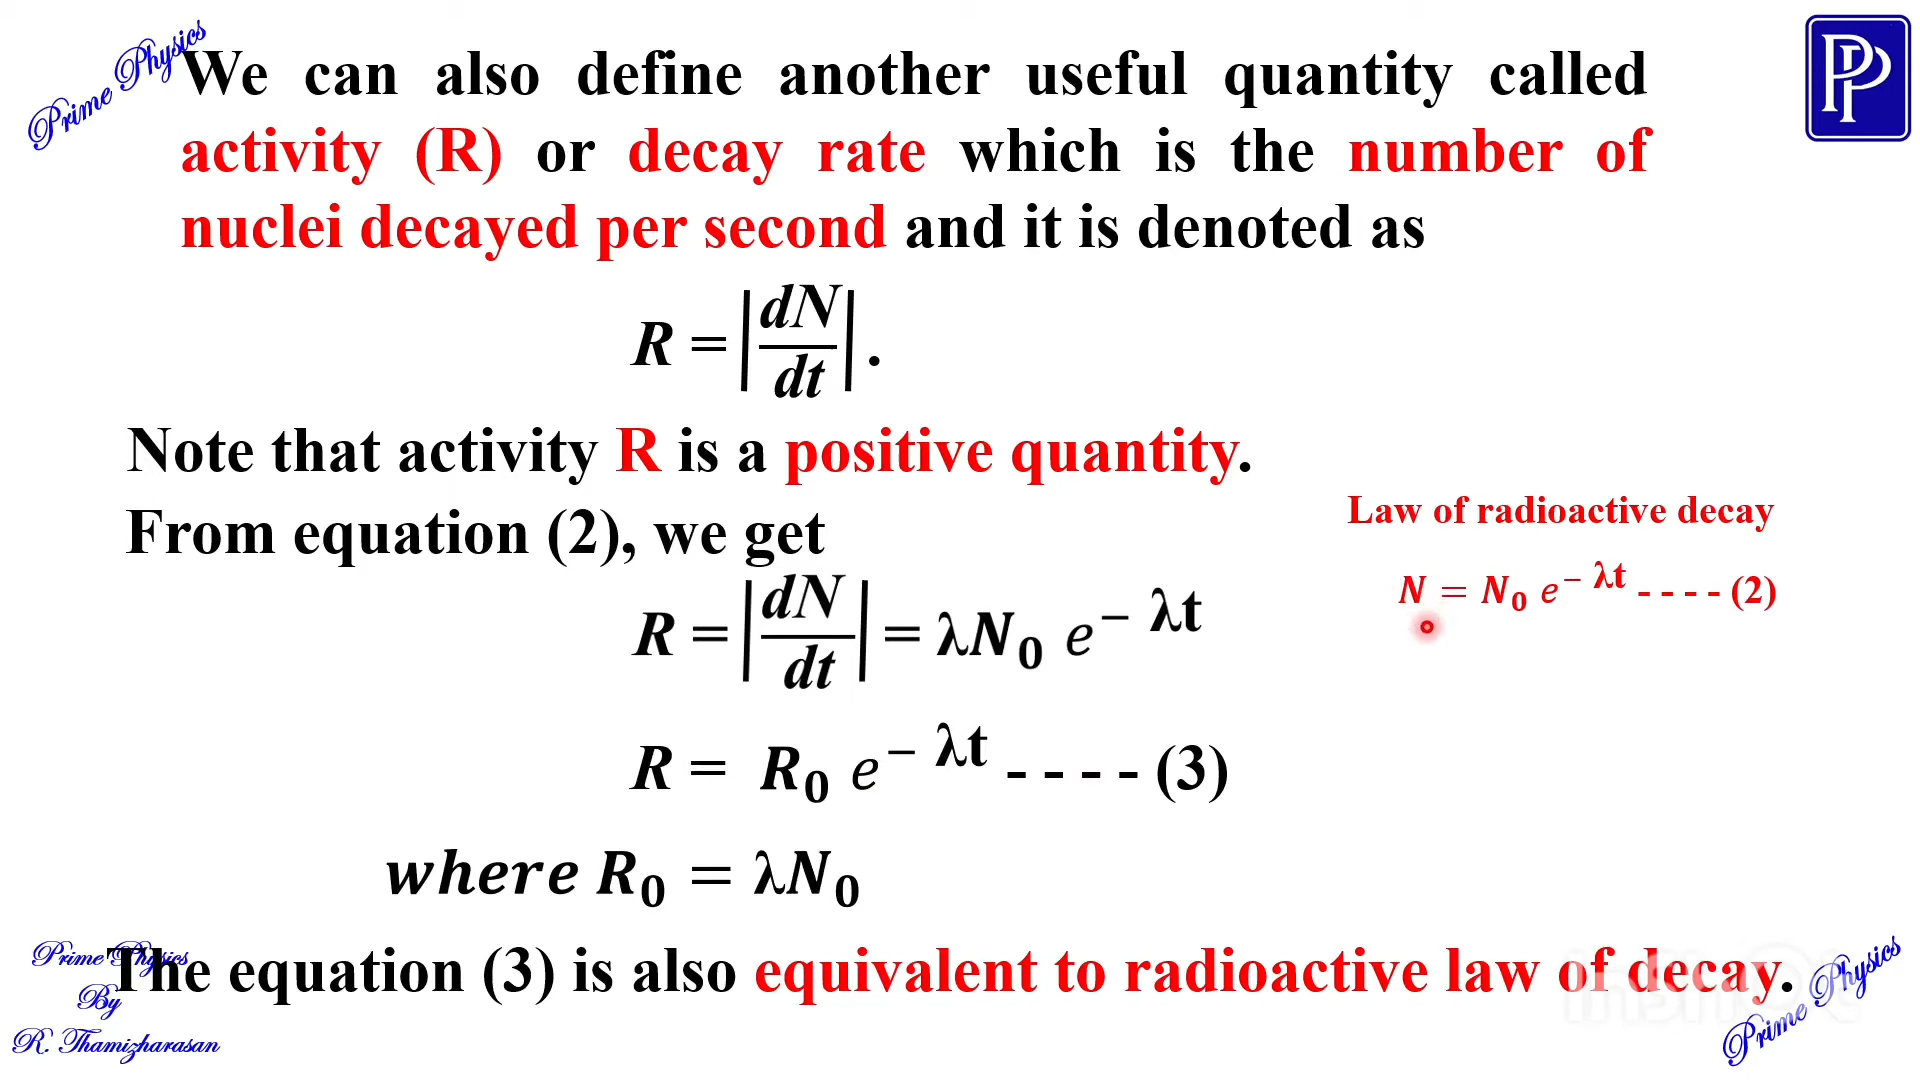 Prime Physics
PP
We can also define another useful quantity called
activity (R) or decay rate which is the number of
nuclei decayed per second and it is denoted as
R = |dN/dt| .
Note that activity R is a positive quantity.
From equation (2), we get
Law of radioactive decay
N = N₀ e^(– λt) - - - - (2)
R = |dN/dt| = λN₀ e^(– λt)
R = R₀ e^(– λt) - - - - (3)
where R₀ = λN₀
The equation (3) is also equivalent to radioactive law of decay.
Prime Physics
By
R. Thamizharasan
Prime Physics